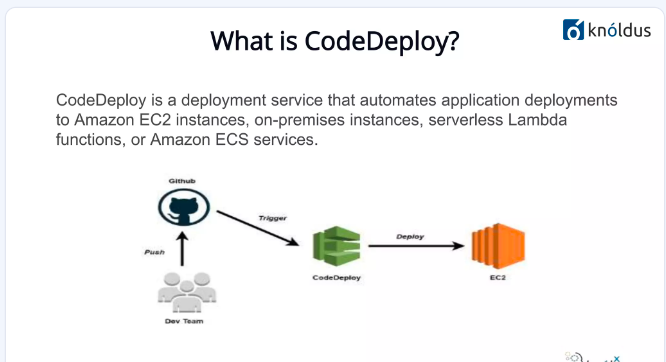 What is CodeDeploy?
knóldus
CodeDeploy is a deployment service that automates application deployments
to Amazon EC2 instances, on-premises instances, serverless Lambda
functions, or Amazon ECS services.
Github
Trigger
Deploy
Push
CodeDeploy
EC2
Dev Team